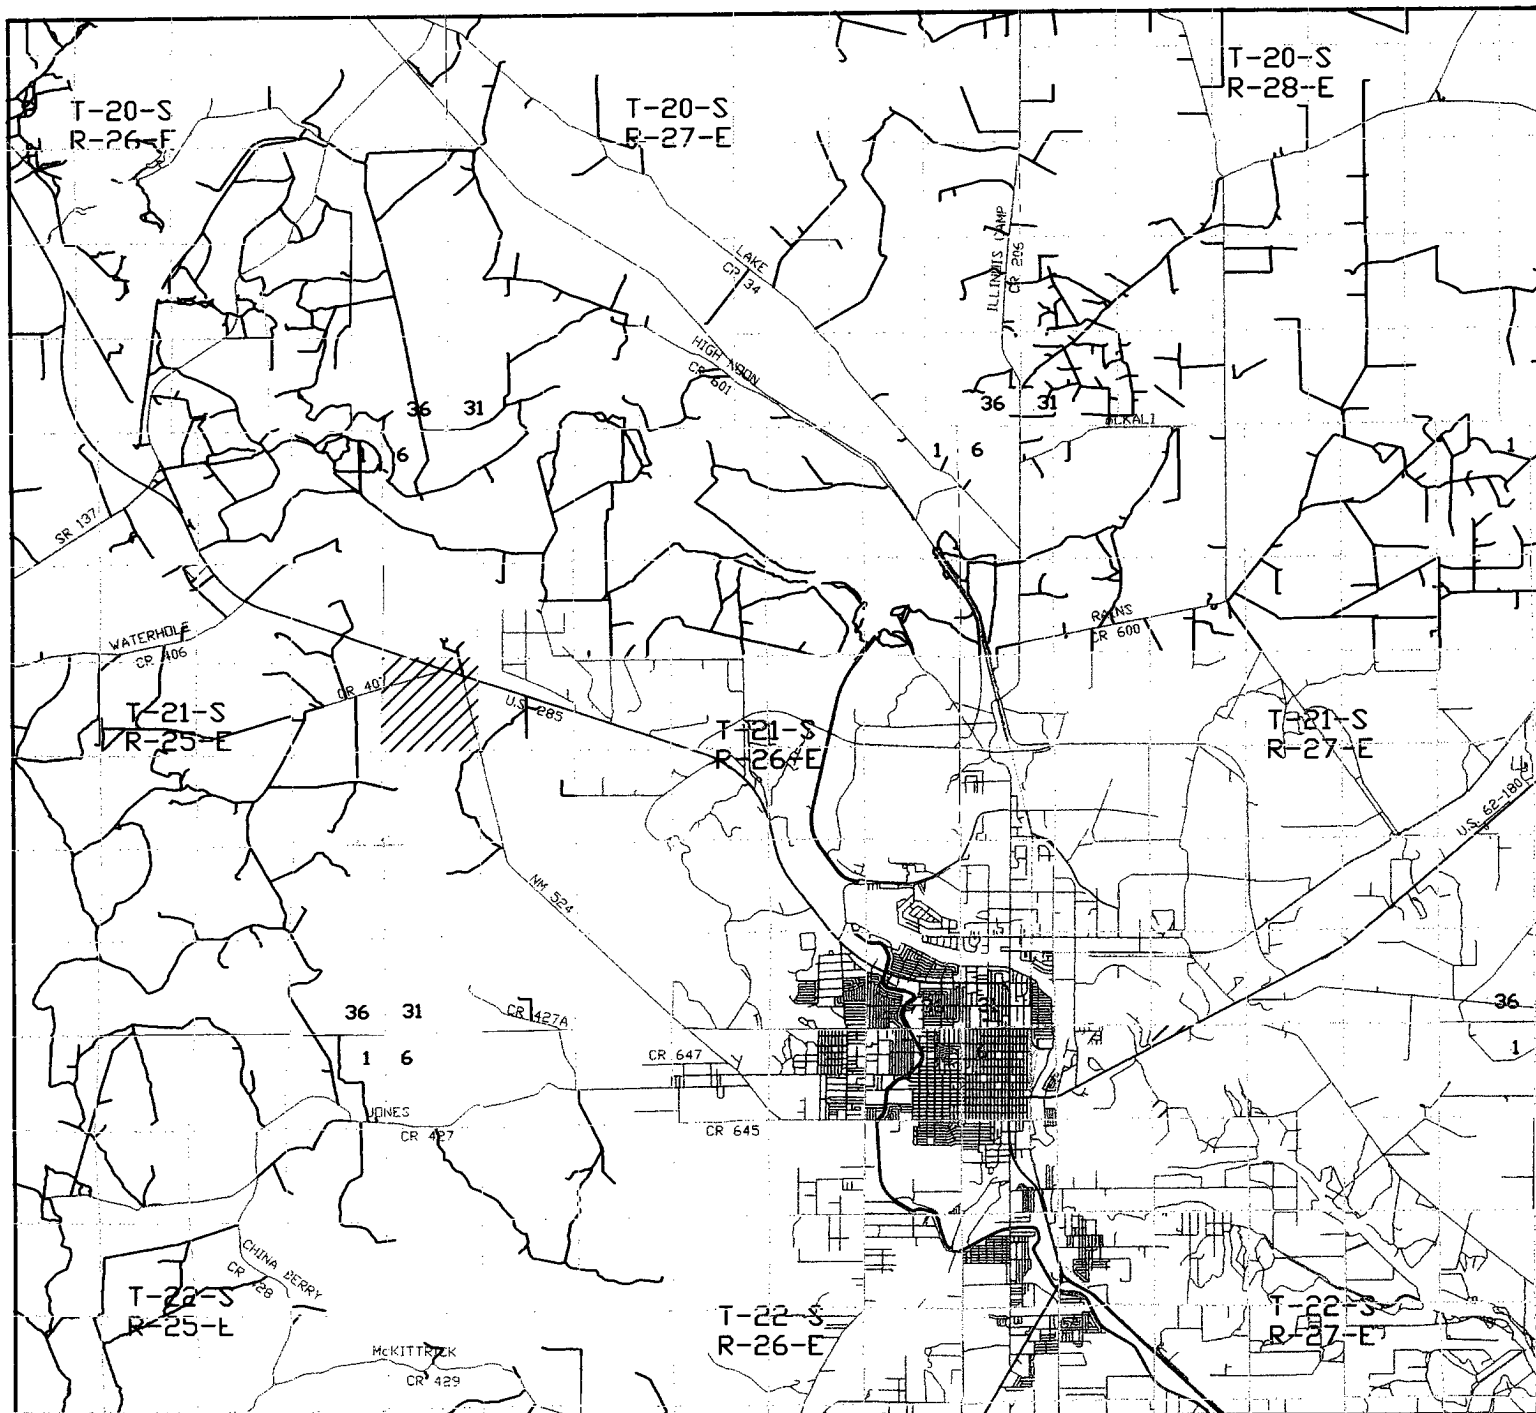 T-20-S
R-26-E
T-20-S
R-27-E
T-20-S
R-28-E
LAKE
CR 34
ILLINOIS CAMP
CR 206
HIGH NOON
CR 601
36 31
1 6
36 31
1 6
1
SR 137
WATERHOLE
CR 406
RAINS
CR 600
CR 407
U.S. 285
T-21-S
R-25-E
T-21-S
R-26-E
T-21-S
R-27-E
U.S. 62-180
NM 524
36 31
1 6
CR 427A
CR 647
36
1
JONES
CR 427
CR 645
CHINA BERRY
CR 428
T-22-S
R-25-E
T-22-S
R-26-E
T-22-S
R-27-E
McKITTRICK
CR 429